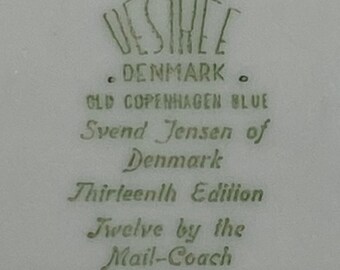 DESIREE
. DENMARK .
OLD COPENHAGEN BLUE
Svend Jensen of
Denmark
Thirteenth Edition
Twelve by the
Mail-Coach